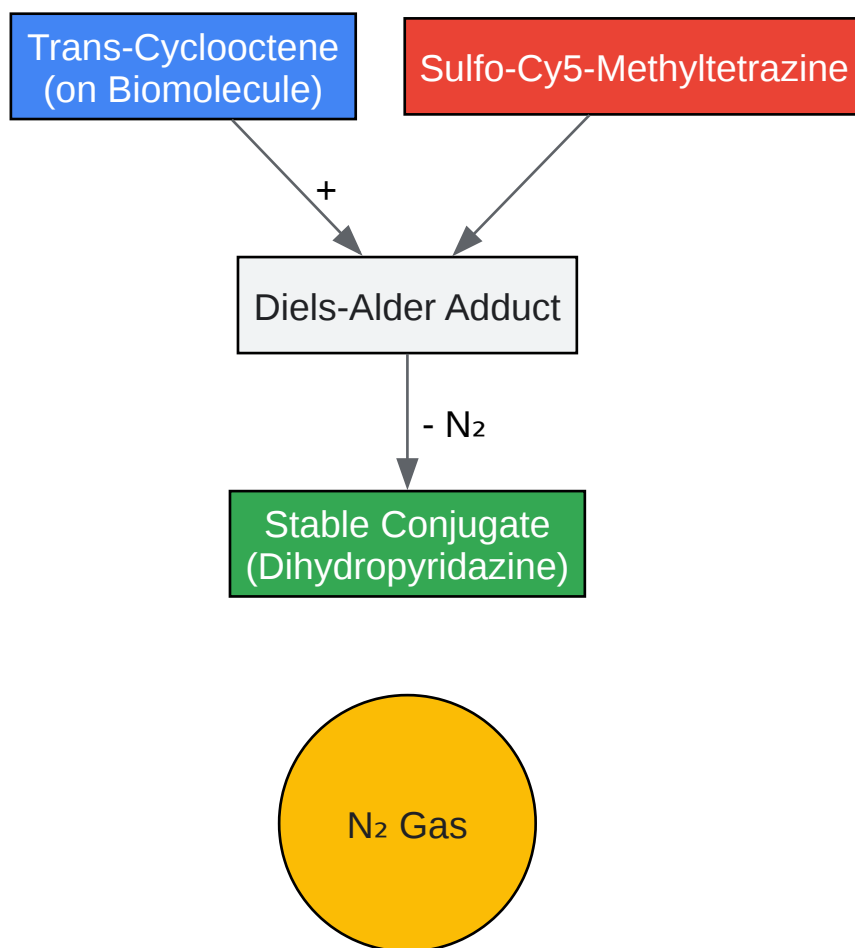 Trans-Cyclooctene
(on Biomolecule)
Sulfo-Cy5-Methyltetrazine
+
Diels-Alder Adduct
- N₂
Stable Conjugate
(Dihydropyridazine)
N₂ Gas